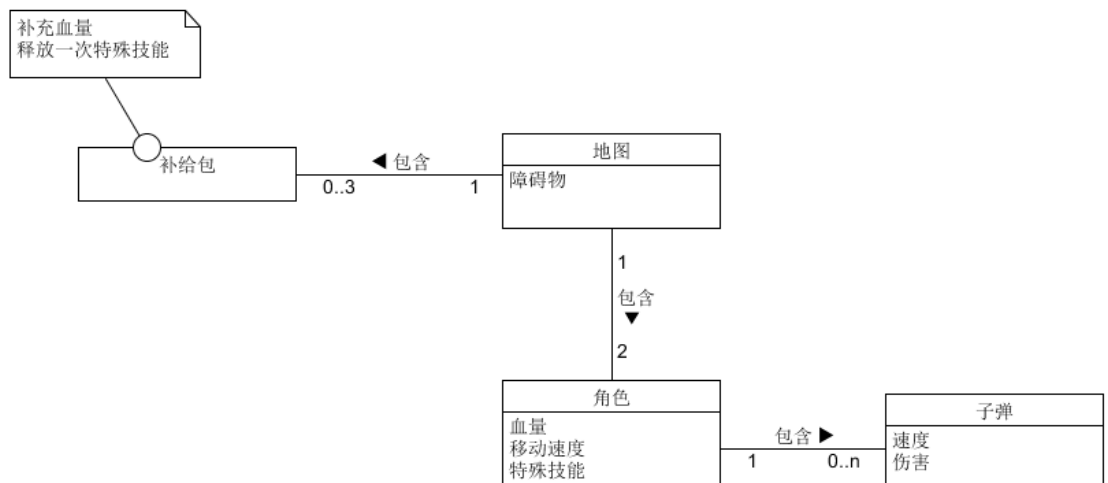 补充血量
释放一次特殊技能
补给包
◀ 包含
0..3
1
地图
障碍物
1
包含
▼
2
角色
血量
移动速度
特殊技能
包含 ▶
1
0..n
子弹
速度
伤害